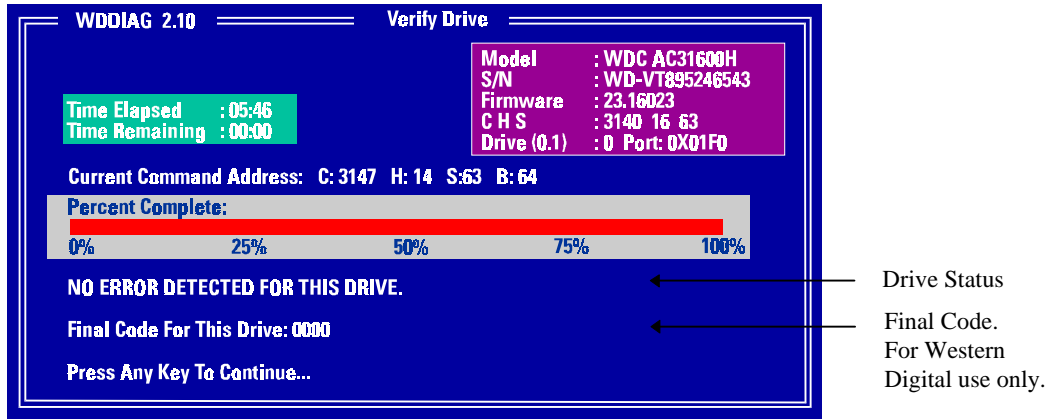 WDDIAG 2.10 Verify Drive
Model : WDC AC31600H
S/N : WD-VT895246543
Firmware : 23.16023
C H S : 3140 16 63
Drive (0.1) : 0 Port: 0X01F0
Time Elapsed : 05:46
Time Remaining : 00:00
Current Command Address: C: 3147 H: 14 S:63 B: 64
Percent Complete:
0% 25% 50% 75% 100%
NO ERROR DETECTED FOR THIS DRIVE.
Drive Status
Final Code For This Drive: 0000
Final Code.
For Western
Digital use only.
Press Any Key To Continue...